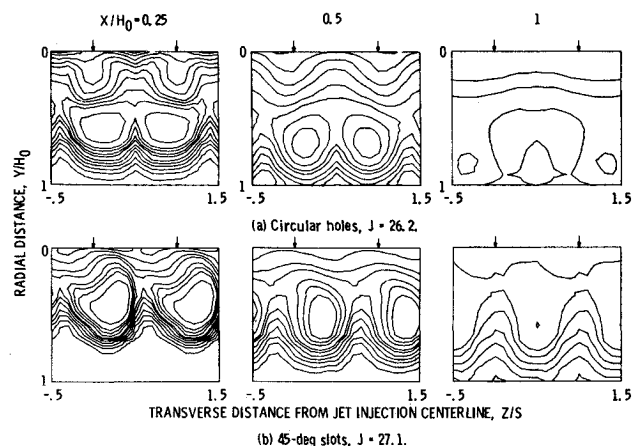 X/H₀ = 0.25 0.5 1
0
1
-.5 1.5 -.5 1.5 -.5 1.5
(a) Circular holes, J = 26.2.
RADIAL DISTANCE, Y/H₀
0
1
-.5 1.5 -.5 1.5 -.5 1.5
TRANSVERSE DISTANCE FROM JET INJECTION CENTERLINE, Z/S
(b) 45-deg slots, J = 27.1.